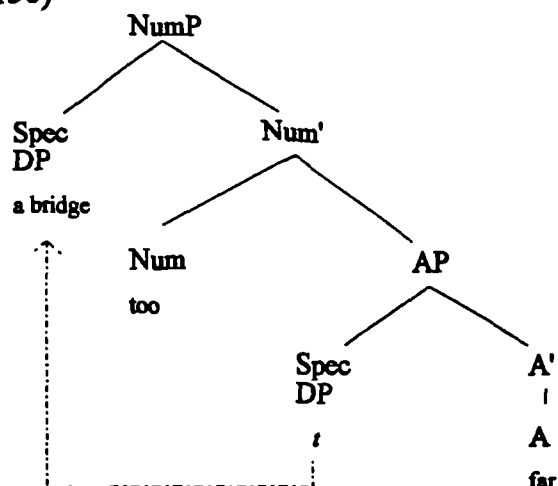 NumP
Spec Num'
DP
a bridge
Num AP
too
Spec A'
DP
t A
far